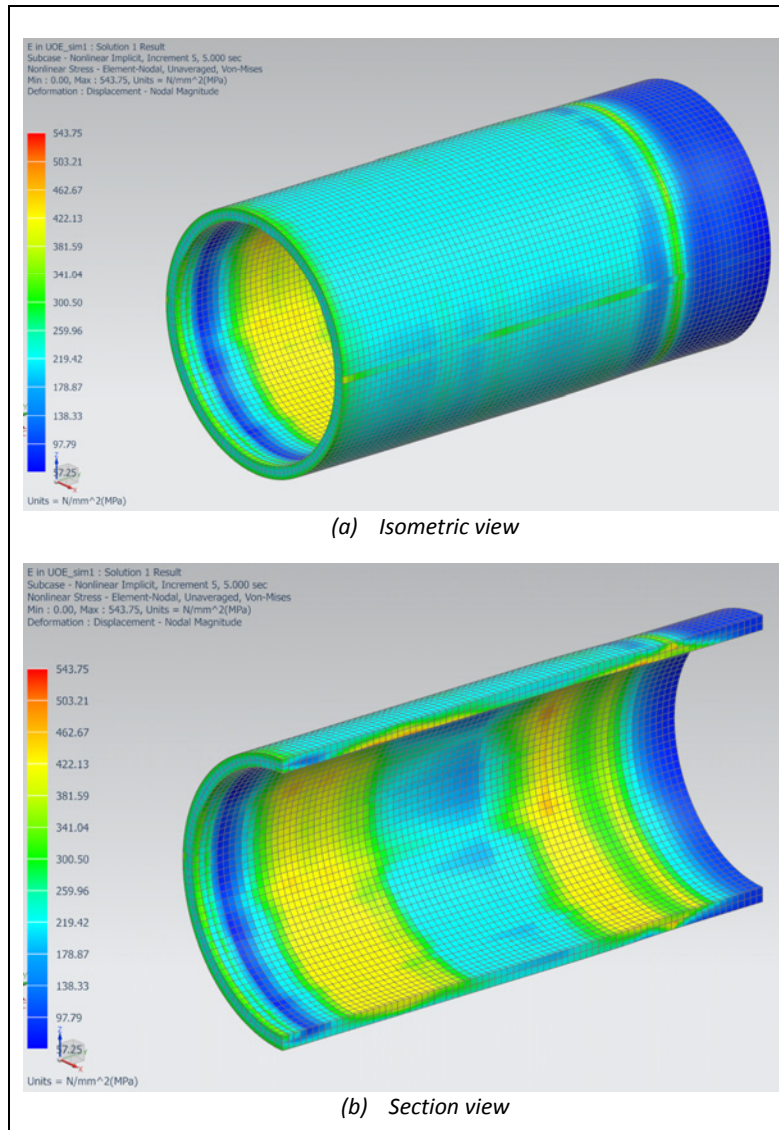 E in UOE_sim1 : Solution 1 Result
Subcase - Nonlinear Implicit, Increment 5, 5.000 sec
Nonlinear Stress - Element-Nodal, Unaveraged, Von-Mises
Min : 0.00, Max : 543.75, Units = N/mm^2(MPa)
Deformation : Displacement - Nodal Magnitude
543.75
503.21
462.67
422.13
381.59
341.04
300.50
259.96
219.42
178.87
138.33
97.79
57.25
Units = N/mm^2(MPa)
(a) Isometric view
E in UOE_sim1 : Solution 1 Result
Subcase - Nonlinear Implicit, Increment 5, 5.000 sec
Nonlinear Stress - Element-Nodal, Unaveraged, Von-Mises
Min : 0.00, Max : 543.75, Units = N/mm^2(MPa)
Deformation : Displacement - Nodal Magnitude
543.75
503.21
462.67
422.13
381.59
341.04
300.50
259.96
219.42
178.87
138.33
97.79
57.25
Units = N/mm^2(MPa)
(b) Section view